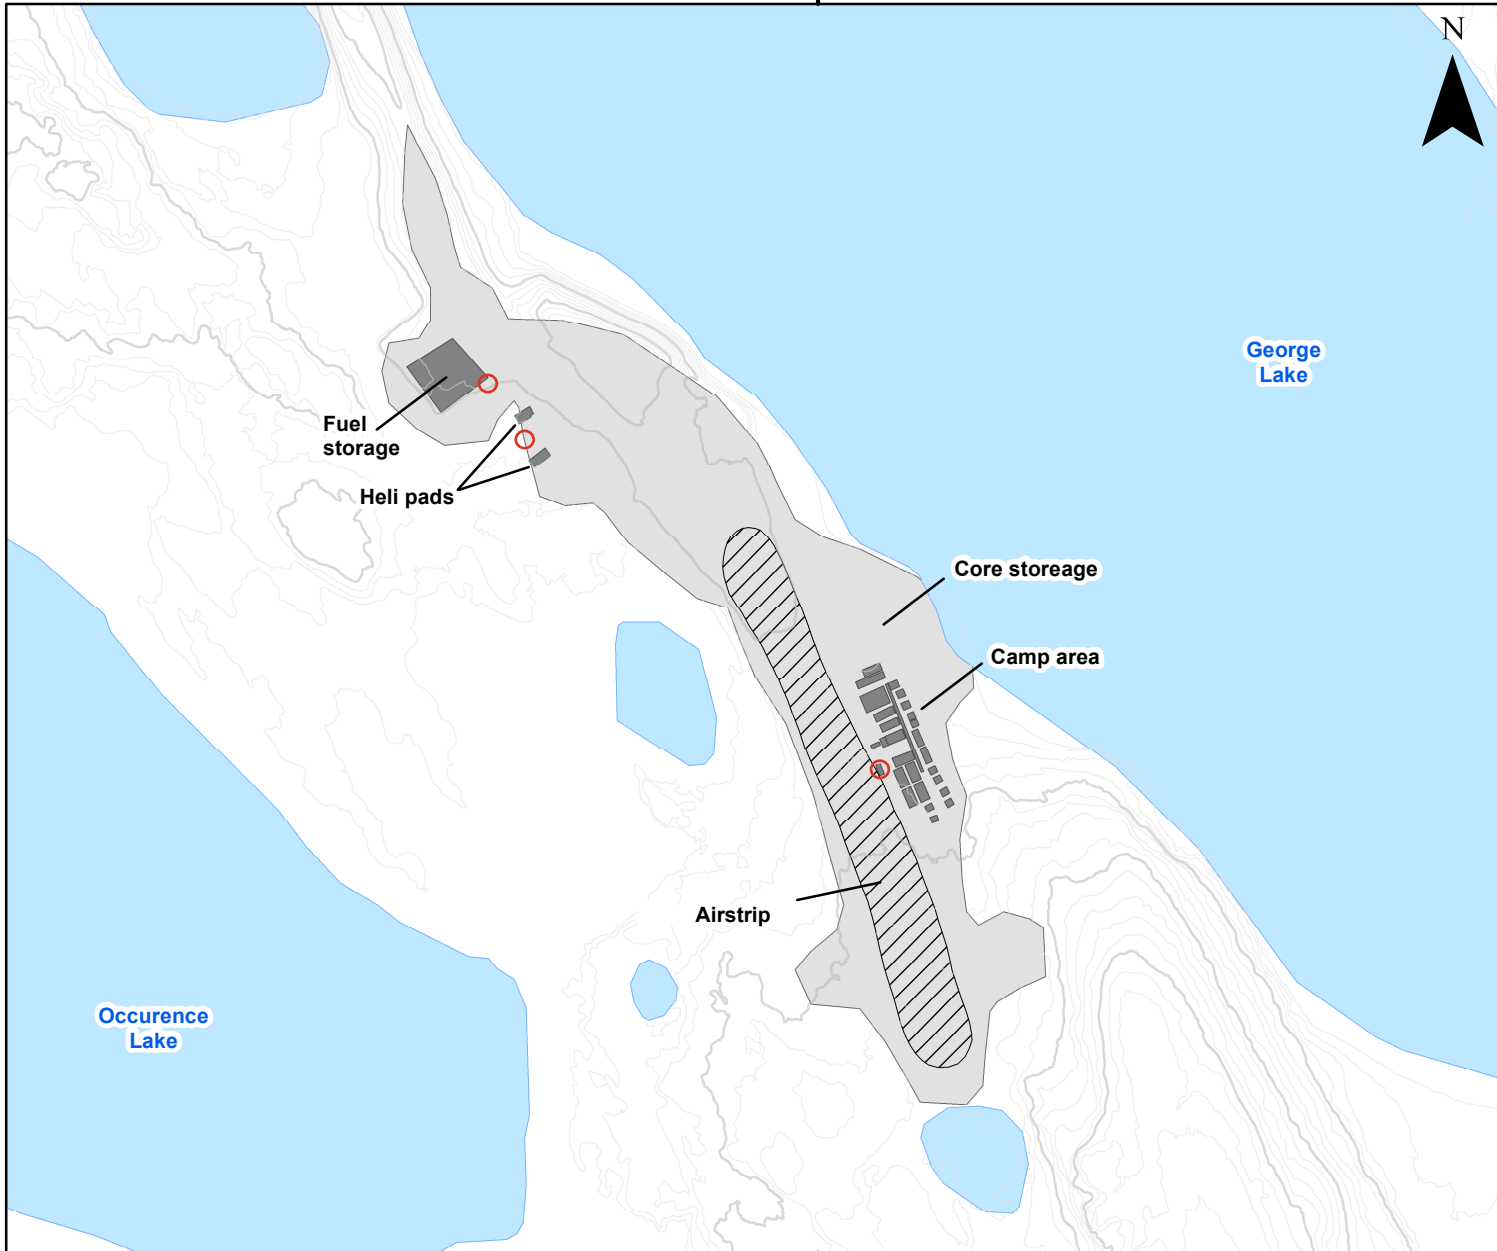 N
George
Lake
Fuel
storage
Heli pads
Core storeage
Camp area
Airstrip
Occurence
Lake